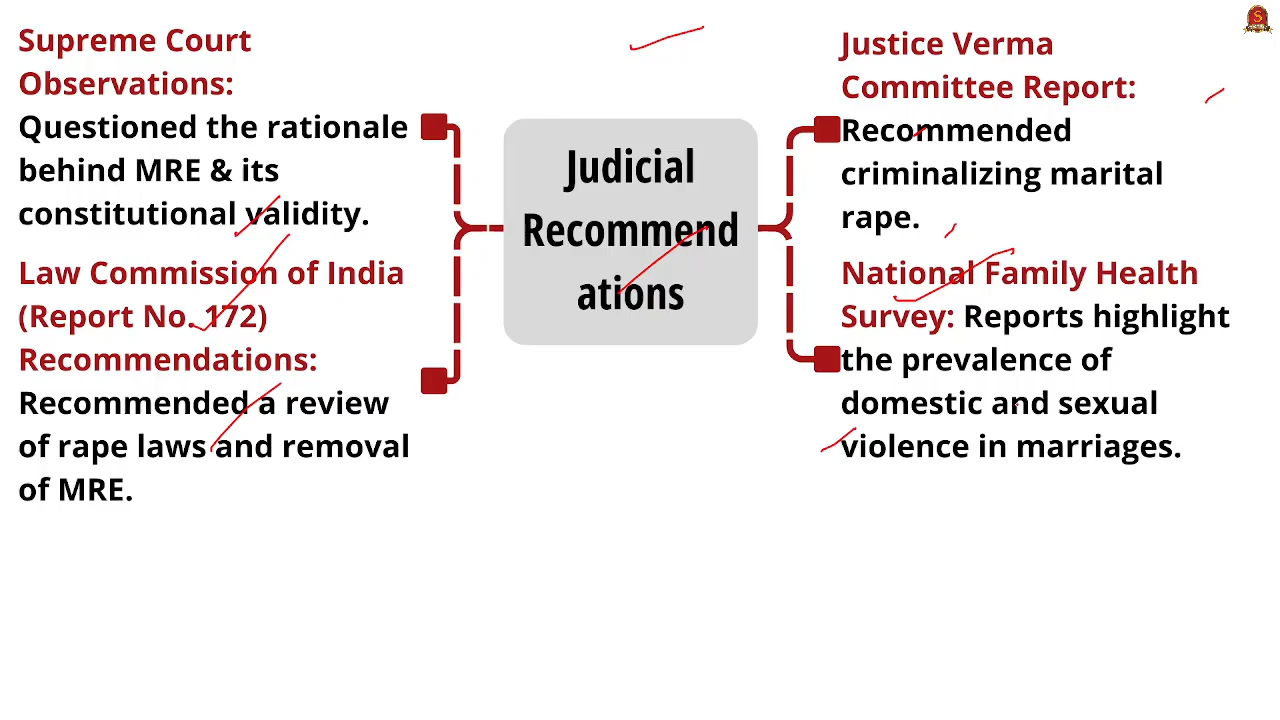 Supreme Court
Observations:
Questioned the rationale
behind MRE & its
constitutional validity.
Law Commission of India
(Report No. 172)
Recommendations:
Recommended a review
of rape laws and removal
of MRE.
Judicial
Recommend
ations
Justice Verma
Committee Report:
Recommended
criminalizing marital
rape.
National Family Health
Survey: Reports highlight
the prevalence of
domestic and sexual
violence in marriages.
S